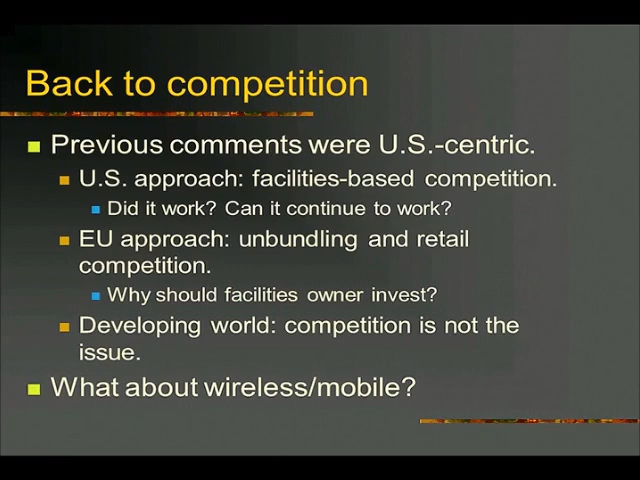 Back to competition
Previous comments were U.S.-centric.
U.S. approach: facilities-based competition.
Did it work? Can it continue to work?
EU approach: unbundling and retail
competition.
Why should facilities owner invest?
Developing world: competition is not the
issue.
What about wireless/mobile?